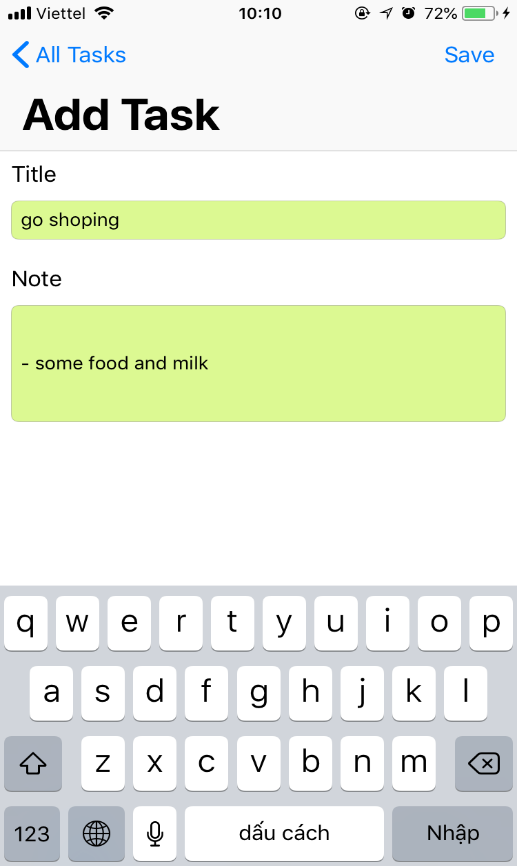 Viettel 10:10 72%
All Tasks Save
Add Task
Title
go shoping
Note
- some food and milk
q w e r t y u i o p
a s d f g h j k l
z x c v b n m
123 dấu cách Nhập